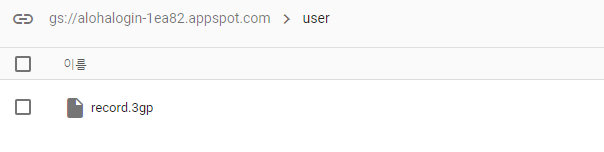 gs://alohalogin-1ea82.appspot.com > user
이름
record.3gp